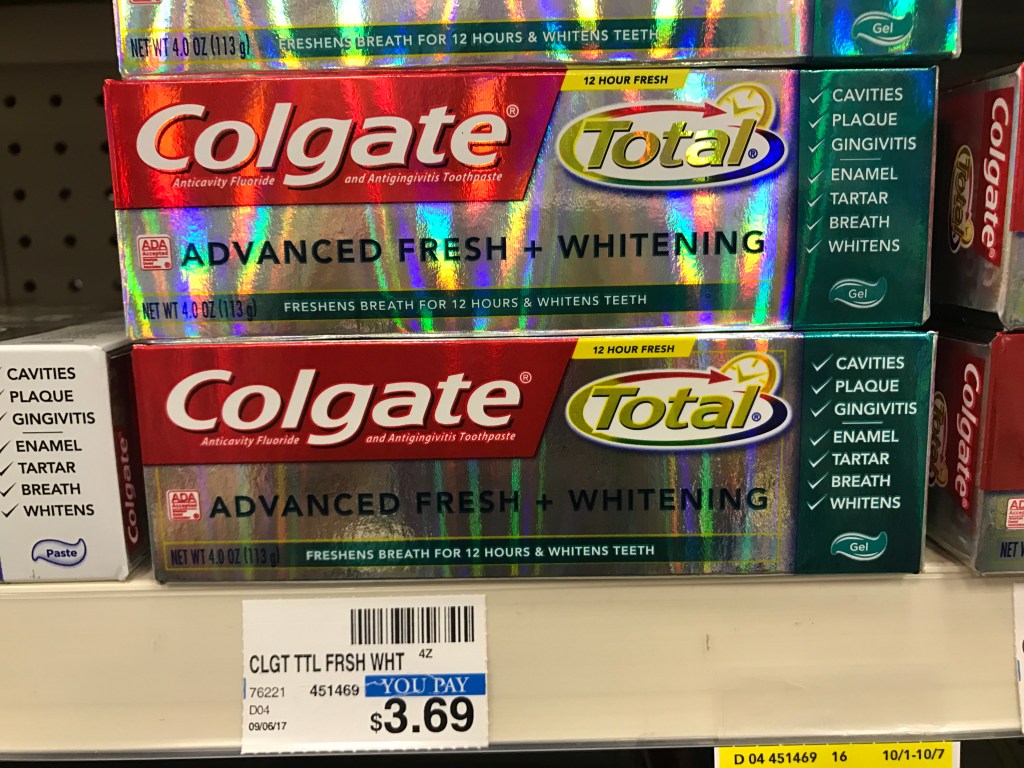 NET WT 4.0 OZ (113 g)
FRESHENS BREATH FOR 12 HOURS & WHITENS TEETH
Gel
12 HOUR FRESH
Colgate®
Total®
Anticavity Fluoride and Antigingivitis Toothpaste
✓ CAVITIES
✓ PLAQUE
✓ GINGIVITIS
✓ ENAMEL
✓ TARTAR
✓ BREATH
✓ WHITENS
ADA
Accepted
ADVANCED FRESH + WHITENING
NET WT 4.0 OZ (113 g)
FRESHENS BREATH FOR 12 HOURS & WHITENS TEETH
Gel
Colgate®
Total
12 HOUR FRESH
Colgate®
Total®
Anticavity Fluoride and Antigingivitis Toothpaste
✓ CAVITIES
✓ PLAQUE
✓ GINGIVITIS
✓ ENAMEL
✓ TARTAR
✓ BREATH
✓ WHITENS
ADA
Accepted
ADVANCED FRESH + WHITENING
NET WT 4.0 OZ (113 g)
FRESHENS BREATH FOR 12 HOURS & WHITENS TEETH
Gel
✓ CAVITIES
✓ PLAQUE
✓ GINGIVITIS
✓ ENAMEL
✓ TARTAR
✓ BREATH
✓ WHITENS
Paste
Colgate
Colgate®
CLGT TTL FRSH WHT 4Z
76221 451469 YOU PAY
D04
09/06/17
$3.69
D 04 451469 16 10/1-10/7